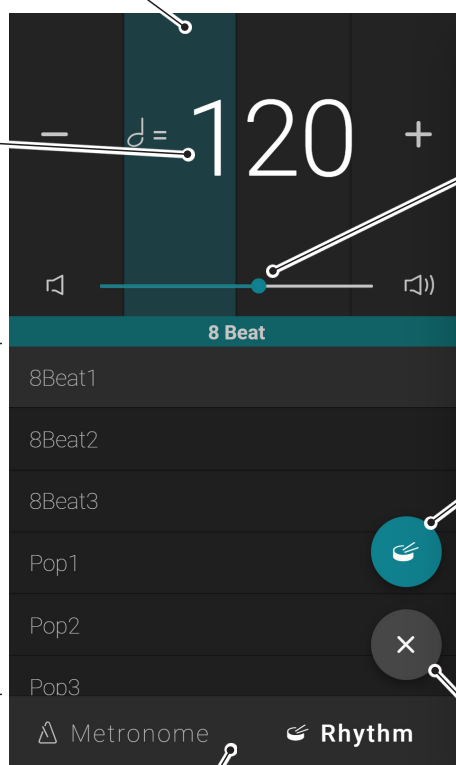 − 𝅗𝅥 = 120 +
8 Beat
8Beat1
8Beat2
8Beat3
Pop1
Pop2
Pop3
Metronome Rhythm